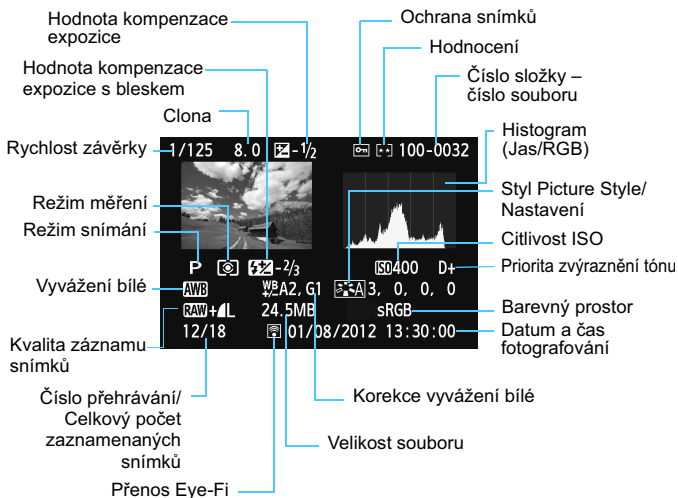 Hodnota kompenzace
expozice
Ochrana snímků
Hodnocení
Hodnota kompenzace
expozice s bleskem
Číslo složky –
číslo souboru
Clona
Histogram
(Jas/RGB)
Rychlost závěrky
1/125 8.0 -1/2 100-0032
Režim měření
Styl Picture Style/
Nastavení
Režim snímání
Citlivost ISO
P -2/3 ISO 400 D+
Priorita zvýraznění tónu
Vyvážení bílé
AWB WB+/- A2, G1 A 3, 0, 0, 0
RAW+L 24.5MB sRGB
Barevný prostor
12/18 01/08/2012 13:30:00
Datum a čas
fotografování
Kvalita záznamu
snímků
Číslo přehrávání/
Celkový počet
zaznamenaných
snímků
Korekce vyvážení bílé
Velikost souboru
Přenos Eye-Fi